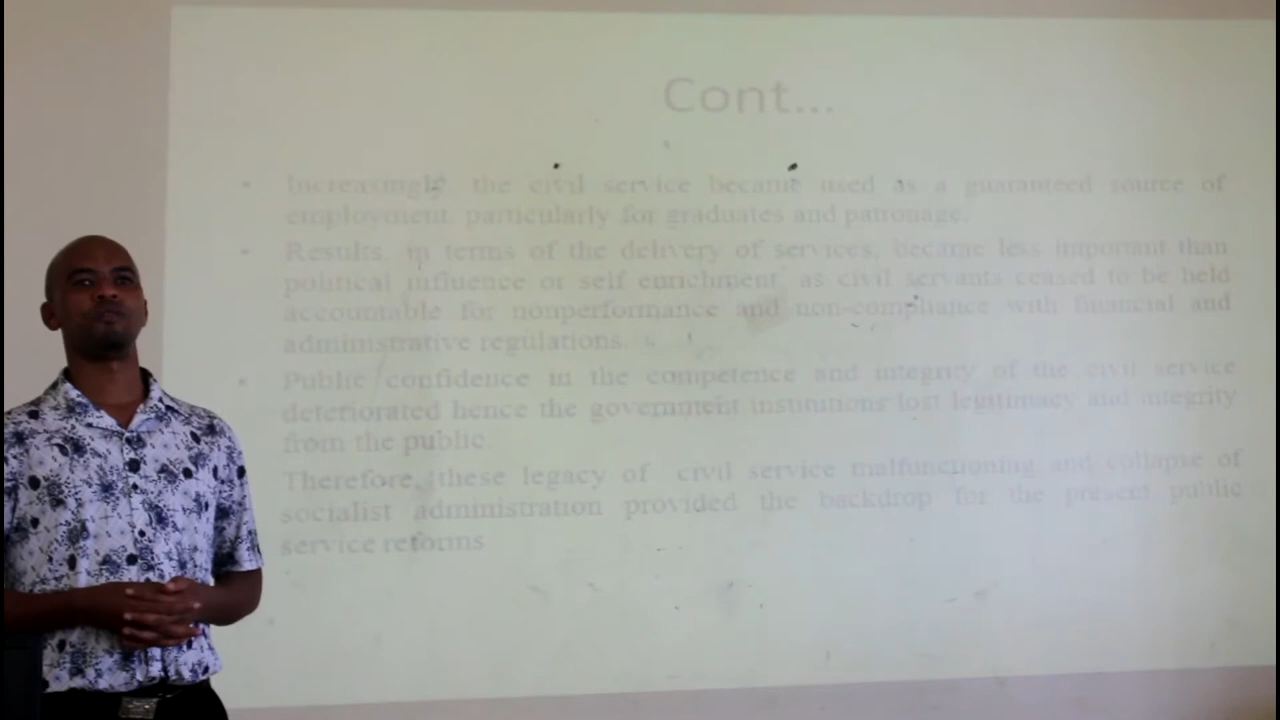 Cont...
• Increasingly the civil service became used as a guaranteed source of
employment, particularly for graduates and patronage.
• Results, in terms of the delivery of services, became less important than
political influence or self enrichment, as civil servants ceased to be held
accountable for nonperformance and non-compliance with financial and
administrative regulations.
• Public confidence in the competence and integrity of the civil service
deteriorated hence the government institutions lost legitimacy and integrity
from the public.
Therefore, these legacy of civil service malfunctioning and collapse of
socialist administration provided the backdrop for the present public
service reforms